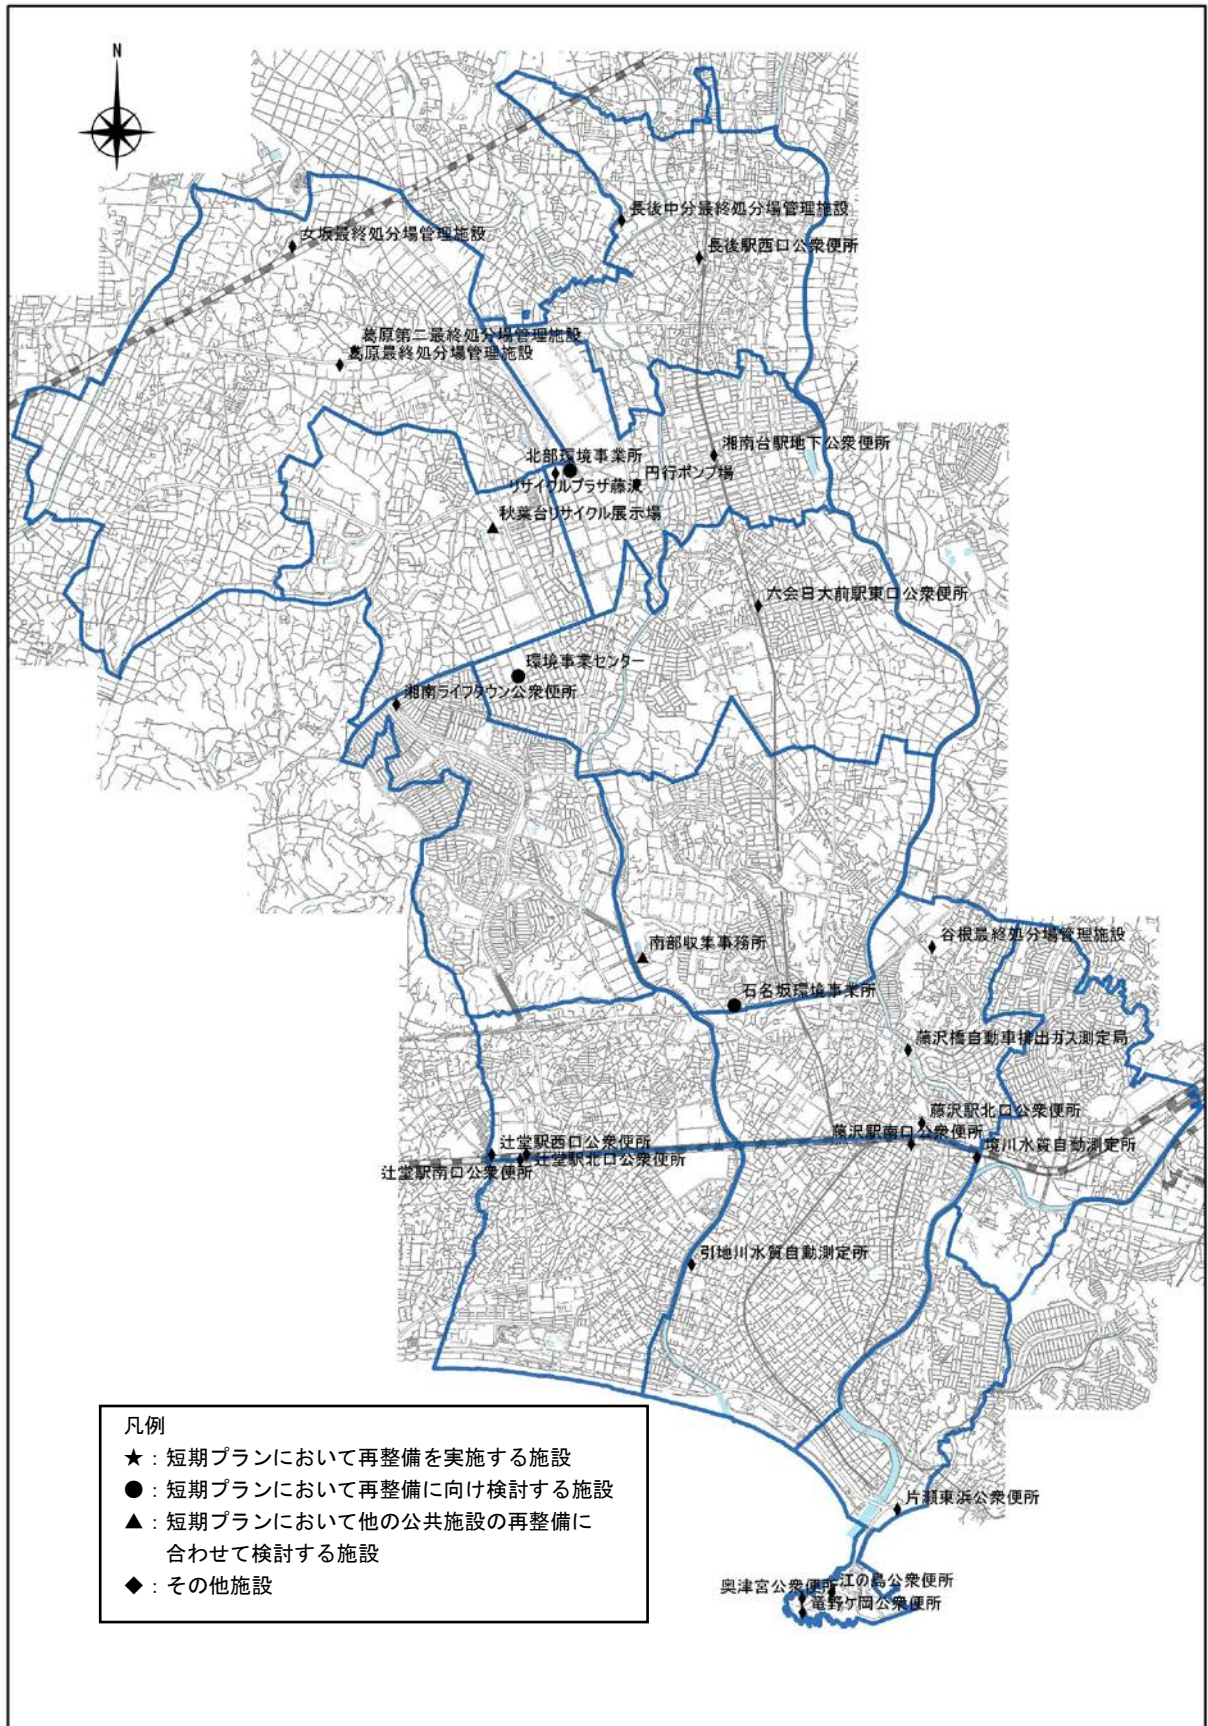 N
長後中分最終処分場管理施設
女坂最終処分場管理施設
長後駅西口公衆便所
葛原第二最終処分場管理施設
葛原最終処分場管理施設
湘南台駅地下公衆便所
北部環境事業所
円行ポンプ場
リサイクルプラザ藤沢
秋葉台リサイクル展示場
六会日大前駅東口公衆便所
環境事業センター
湘南ライフタウン公衆便所
谷根最終処分場管理施設
南部収集事務所
石名坂環境事業所
藤沢橋自動車排出ガス測定局
藤沢駅北口公衆便所
藤沢駅南口公衆便所
辻堂駅西口公衆便所
境川水質自動測定所
辻堂駅北口公衆便所
辻堂駅南口公衆便所
引地川水質自動測定所
凡例
★：短期プランにおいて再整備を実施する施設
●：短期プランにおいて再整備に向け検討する施設
▲：短期プランにおいて他の公共施設の再整備に
合わせて検討する施設
◆：その他施設
片瀬東浜公衆便所
奥津宮公衆便所
江の島公衆便所
竜野ケ岡公衆便所